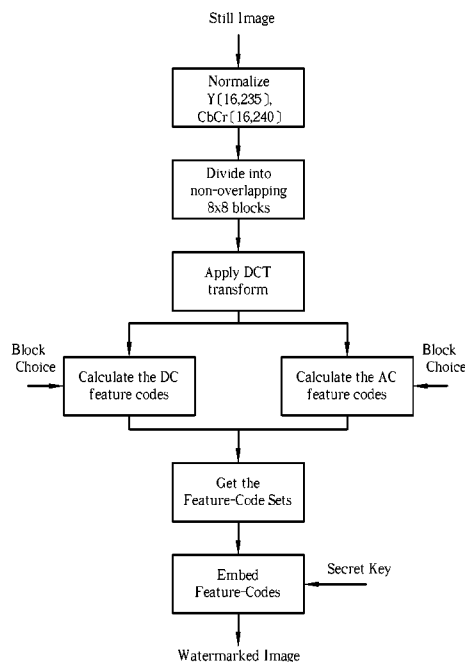 Still Image
Normalize
Y(16,235),
CbCr(16,240)
Divide into
non-overlapping
8x8 blocks
Apply DCT
transform
Block
Choice
Calculate the DC
feature codes
Calculate the AC
feature codes
Block
Choice
Get the
Feature-Code Sets
Embed
Feature-Codes
Secret Key
Watermarked Image